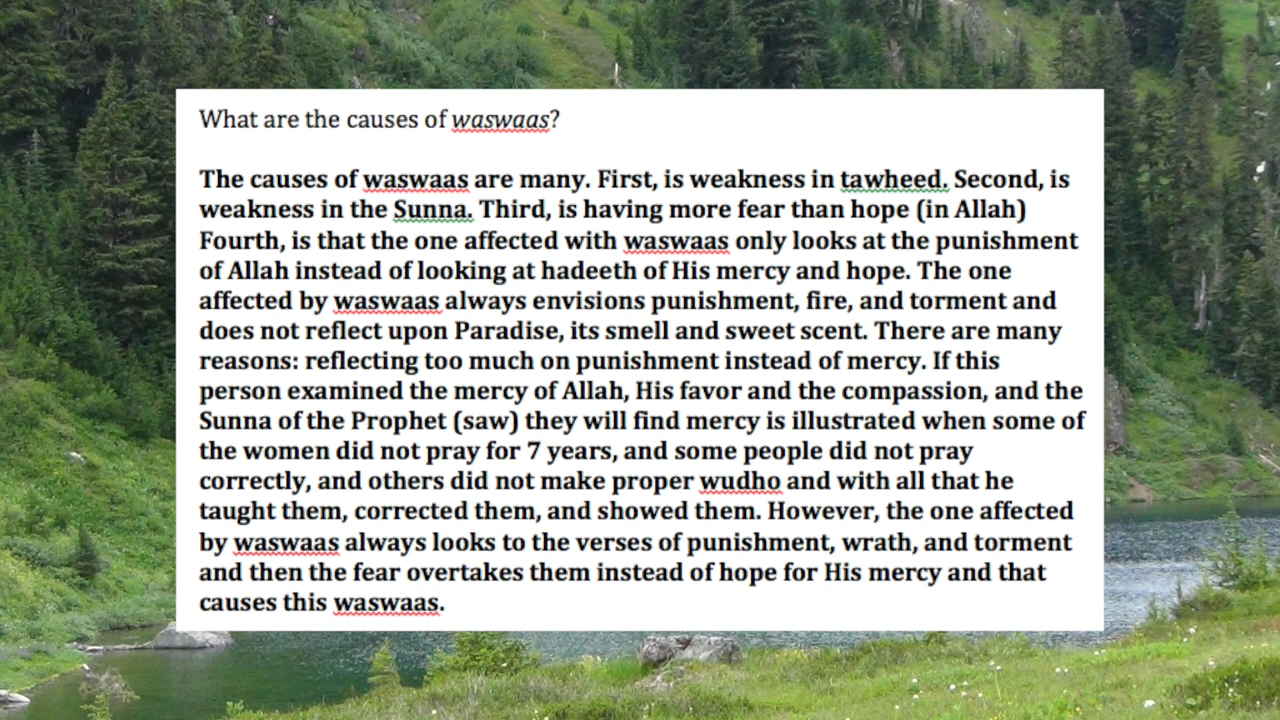 What are the causes of waswaas?
The causes of waswaas are many. First, is weakness in tawheed. Second, is
weakness in the Sunna. Third, is having more fear than hope (in Allah)
Fourth, is that the one affected with waswaas only looks at the punishment
of Allah instead of looking at hadeeth of His mercy and hope. The one
affected by waswaas always envisions punishment, fire, and torment and
does not reflect upon Paradise, its smell and sweet scent. There are many
reasons: reflecting too much on punishment instead of mercy. If this
person examined the mercy of Allah, His favor and the compassion, and the
Sunna of the Prophet (saw) they will find mercy is illustrated when some of
the women did not pray for 7 years, and some people did not pray
correctly, and others did not make proper wudho and with all that he
taught them, corrected them, and showed them. However, the one affected
by waswaas always looks to the verses of punishment, wrath, and torment
and then the fear overtakes them instead of hope for His mercy and that
causes this waswaas.